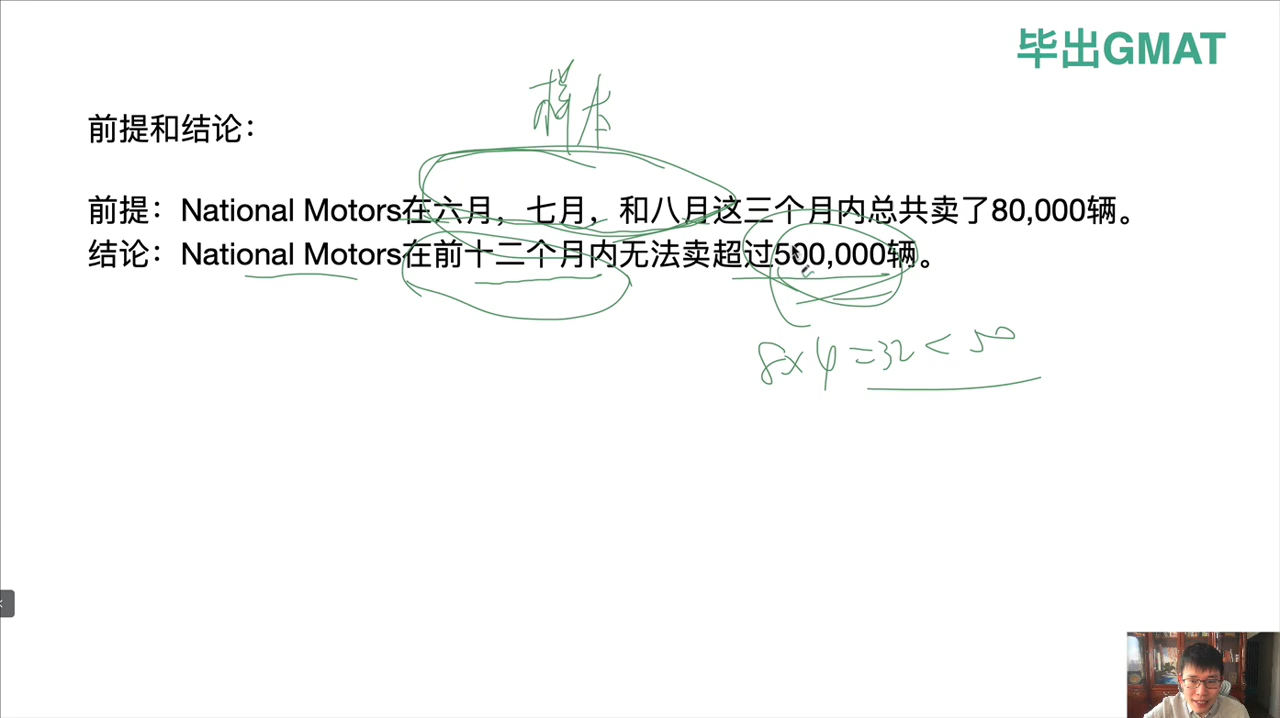 毕出GMAT
样本
前提和结论：
前提：National Motors在六月，七月，和八月这三个月内总共卖了80,000辆。
结论：National Motors在前十二个月内无法卖超过500,000辆。
8×4=32<50